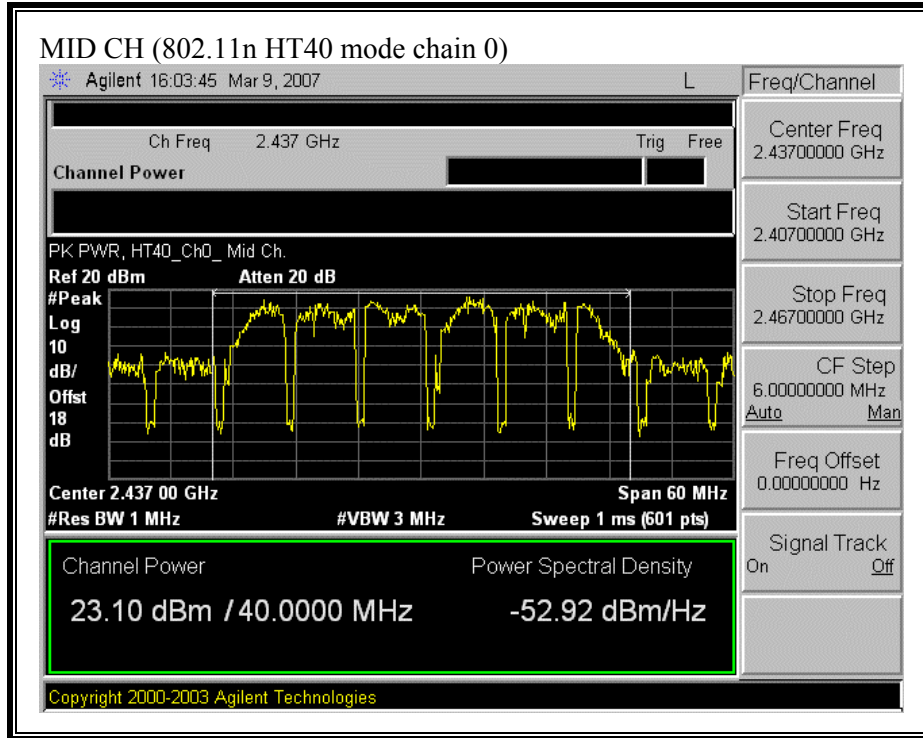 MID CH (802.11n HT40 mode chain 0)
Agilent 16:03:45 Mar 9, 2007 L Freq/Channel
Ch Freq 2.437 GHz Trig Free
Channel Power
Center Freq
2.43700000 GHz
Start Freq
2.40700000 GHz
Stop Freq
2.46700000 GHz
CF Step
6.00000000 MHz
Auto Man
Freq Offset
0.00000000 Hz
Signal Track
On Off
PK PWR, HT40_Ch0_ Mid Ch.
Ref 20 dBm Atten 20 dB
#Peak
Log
10
dB/
Offst
18
dB
Center 2.437 00 GHz Span 60 MHz
#Res BW 1 MHz #VBW 3 MHz Sweep 1 ms (601 pts)
Channel Power Power Spectral Density
23.10 dBm / 40.0000 MHz -52.92 dBm/Hz
Copyright 2000-2003 Agilent Technologies